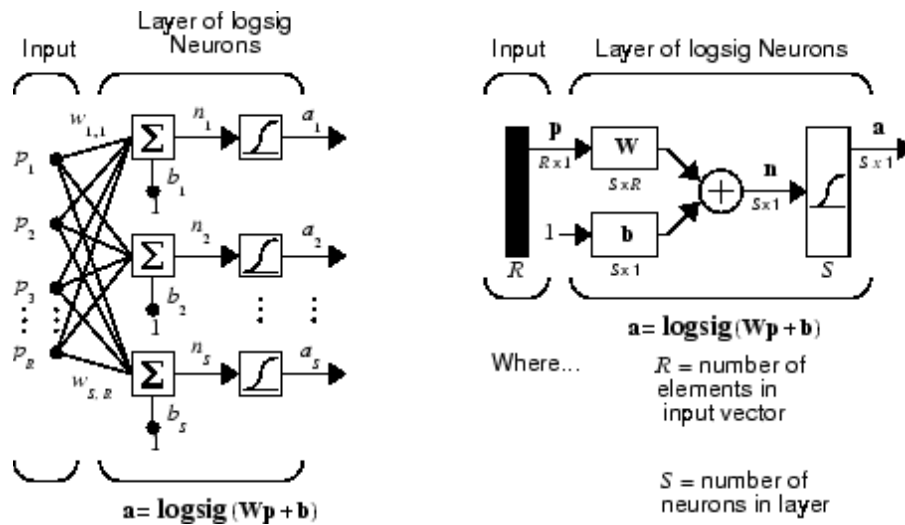 Input
Layer of logsig
Neurons
w1,1
n1
a1
p1
Σ
b1
1
p2
n2
a2
Σ
p3
b2
1
pR
nS
aS
Σ
wS, R
bS
1
a= logsig (Wp + b)
Input
Layer of logsig Neurons
p
W
a
R x 1
S x R
S x 1
n
+
S x 1
1
b
R
S x 1
S
a= logsig (Wp + b)
Where...
R = number of
elements in
input vector
S = number of
neurons in layer